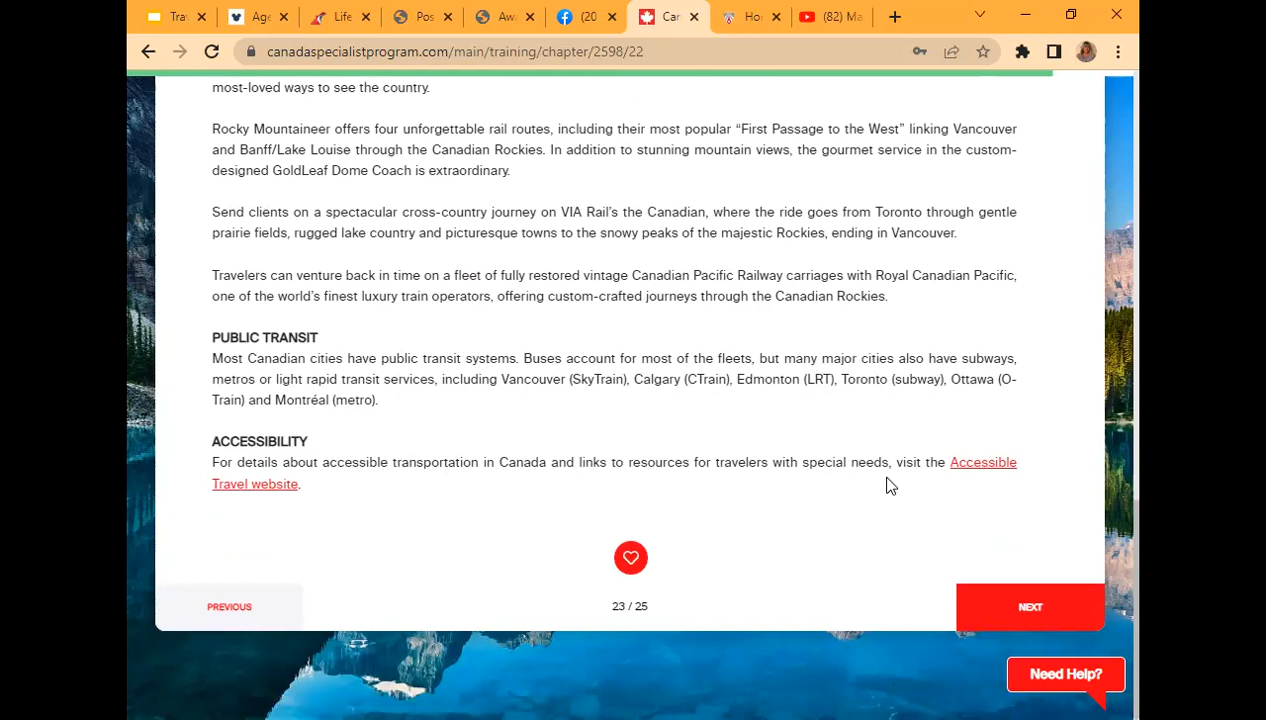 Tra
Age
Life
Pos
Awa
(20
Car
Ho
(82) Ma
canadaspecialistprogram.com/main/training/chapter/2598/22
most-loved ways to see the country.
Rocky Mountaineer offers four unforgettable rail routes, including their most popular “First Passage to the West” linking Vancouver
and Banff/Lake Louise through the Canadian Rockies. In addition to stunning mountain views, the gourmet service in the custom-
designed GoldLeaf Dome Coach is extraordinary.
Send clients on a spectacular cross-country journey on VIA Rail’s the Canadian, where the ride goes from Toronto through gentle
prairie fields, rugged lake country and picturesque towns to the snowy peaks of the majestic Rockies, ending in Vancouver.
Travelers can venture back in time on a fleet of fully restored vintage Canadian Pacific Railway carriages with Royal Canadian Pacific,
one of the world’s finest luxury train operators, offering custom-crafted journeys through the Canadian Rockies.
PUBLIC TRANSIT
Most Canadian cities have public transit systems. Buses account for most of the fleets, but many major cities also have subways,
metros or light rapid transit services, including Vancouver (SkyTrain), Calgary (CTrain), Edmonton (LRT), Toronto (subway), Ottawa (O-
Train) and Montréal (metro).
ACCESSIBILITY
For details about accessible transportation in Canada and links to resources for travelers with special needs, visit the Accessible
Travel website.
PREVIOUS
23 / 25
NEXT
Need Help?